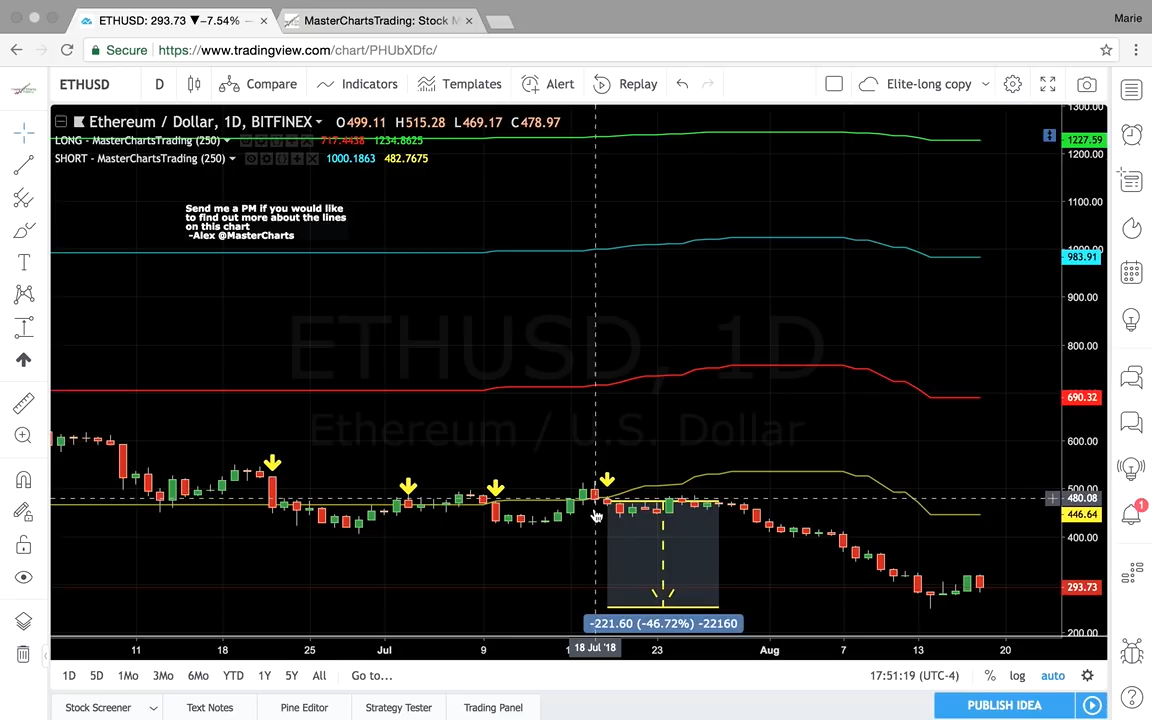 ETHUSD: 293.73 ▼−7.54%
MasterChartsTrading: Stock M
Marie
Secure
https://www.tradingview.com/chart/PHUbXDfc/
ETHUSD D Compare Indicators Templates Alert Replay Elite-long copy
Ethereum / Dollar, 1D, BITFINEX O499.11 H515.28 L469.17 C478.97
LONG - MasterChartsTrading (250) 717.4438 1234.8625
SHORT - MasterChartsTrading (250) 1000.1863 482.7675
Send me a PM if you would like
to find out more about the lines
on this chart
-Alex @MasterCharts
ETHUSD, 1D
Ethereum / U.S. Dollar
1300.00
1227.59
1200.00
1100.00
1000.00
983.91
900.00
800.00
690.32
600.00
500.00
480.08
446.64
400.00
293.73
200.00
-221.60 (-46.72%) -22160
11 18 25 Jul 9 18 Jul '18 23 Aug 7 13 20
1D 5D 1Mo 3Mo 6Mo YTD 1Y 5Y All Go to... 17:51:19 (UTC-4) % log auto
1
Stock Screener Text Notes Pine Editor Strategy Tester Trading Panel PUBLISH IDEA